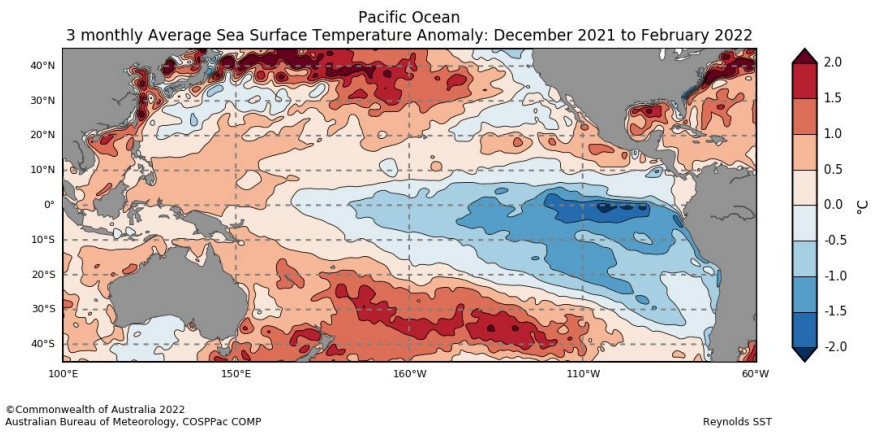 Pacific Ocean
3 monthly Average Sea Surface Temperature Anomaly: December 2021 to February 2022
40°N
30°N
20°N
10°N
0°
10°S
20°S
30°S
40°S
100°E
150°E
160°W
110°W
60°W
2.0
1.5
1.0
0.5
0.0
-0.5
-1.0
-1.5
-2.0
°C
©Commonwealth of Australia 2022
Australian Bureau of Meteorology, COSPPac COMP
Reynolds SST